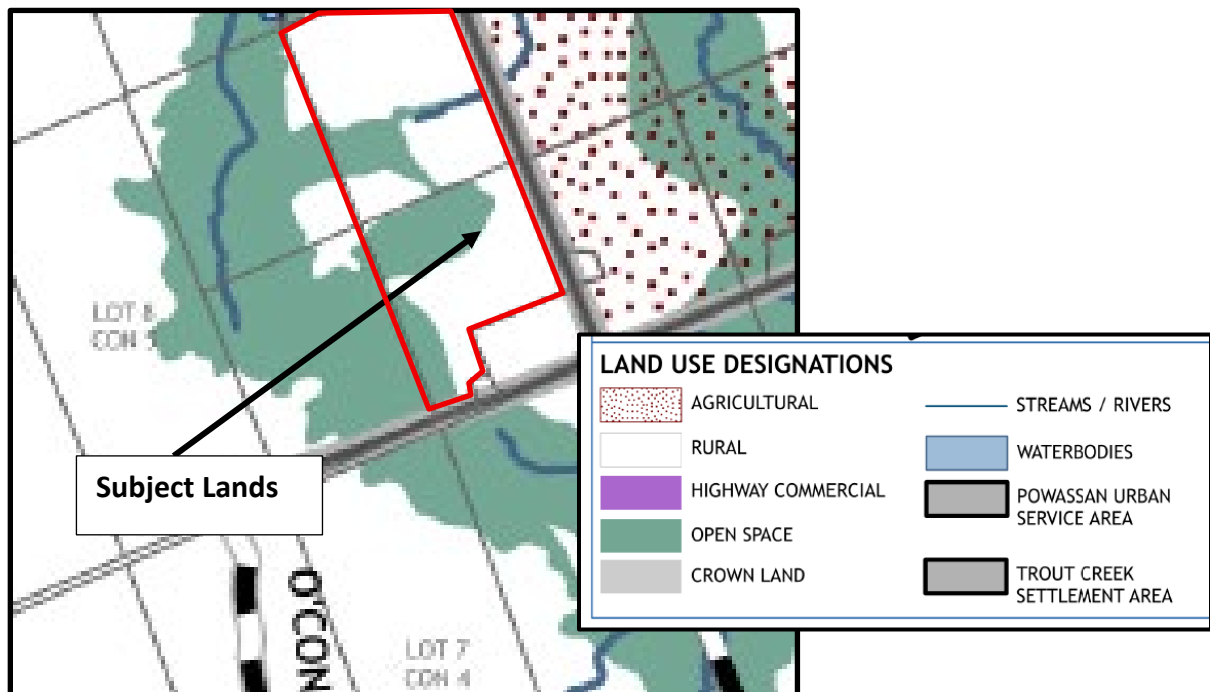 LOT 8
CON
Subject Lands
O'CON
LOT 7
CON 4
LAND USE DESIGNATIONS
AGRICULTURAL
RURAL
HIGHWAY COMMERCIAL
OPEN SPACE
CROWN LAND
STREAMS / RIVERS
WATERBODIES
POWASSAN URBAN
SERVICE AREA
TROUT CREEK
SETTLEMENT AREA